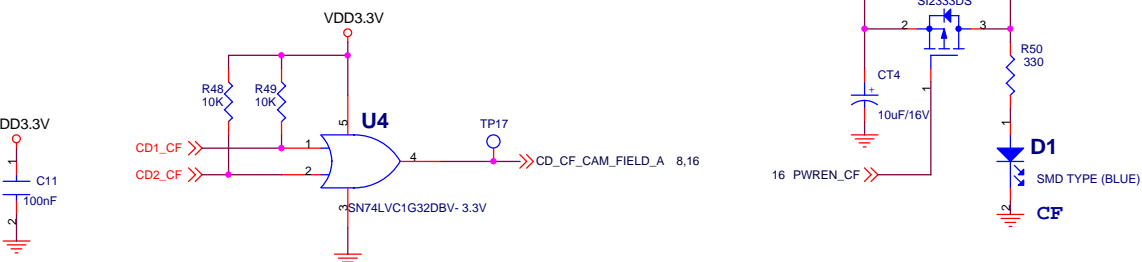 SI2333DS
VDD3.3V
2
3
R50
330
R48
10K
R49
10K
CT4
+
10uF/16V
1
5
U4
TP17
DD3.3V
CD1_CF
1
4
CD_CF_CAM_FIELD_A 8,16
CD2_CF
2
1
D1
1
C11
100nF
2
16 PWREN_CF
SMD TYPE (BLUE)
3
SN74LVC1G32DBV- 3.3V
2
CF